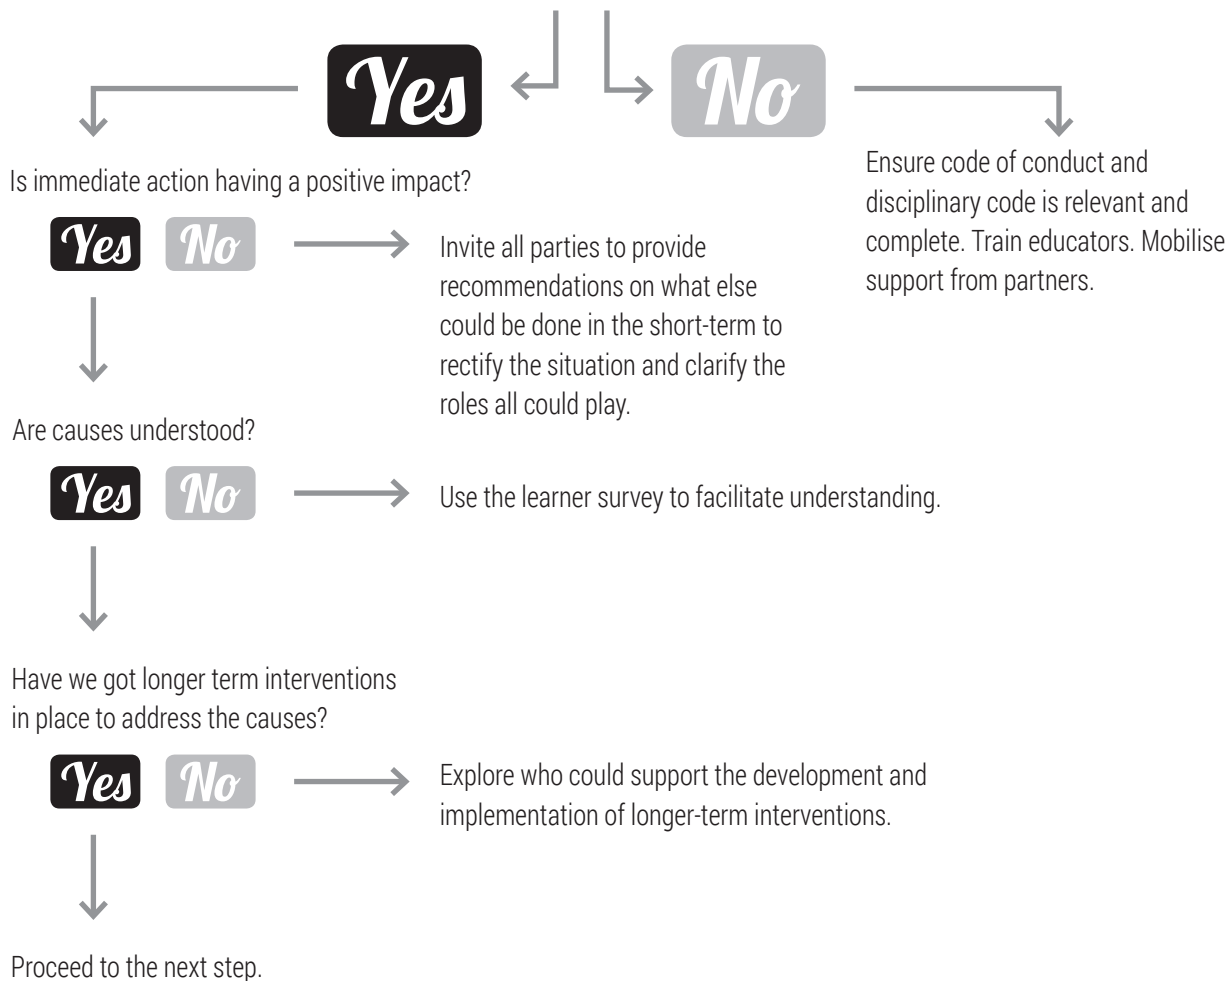 Yes
No
Is immediate action having a positive impact?
Yes
No
Invite all parties to provide
recommendations on what else
could be done in the short-term to
rectify the situation and clarify the
roles all could play.
Ensure code of conduct and
disciplinary code is relevant and
complete. Train educators. Mobilise
support from partners.
Are causes understood?
Yes
No
Use the learner survey to facilitate understanding.
Have we got longer term interventions
in place to address the causes?
Yes
No
Explore who could support the development and
implementation of longer-term interventions.
Proceed to the next step.